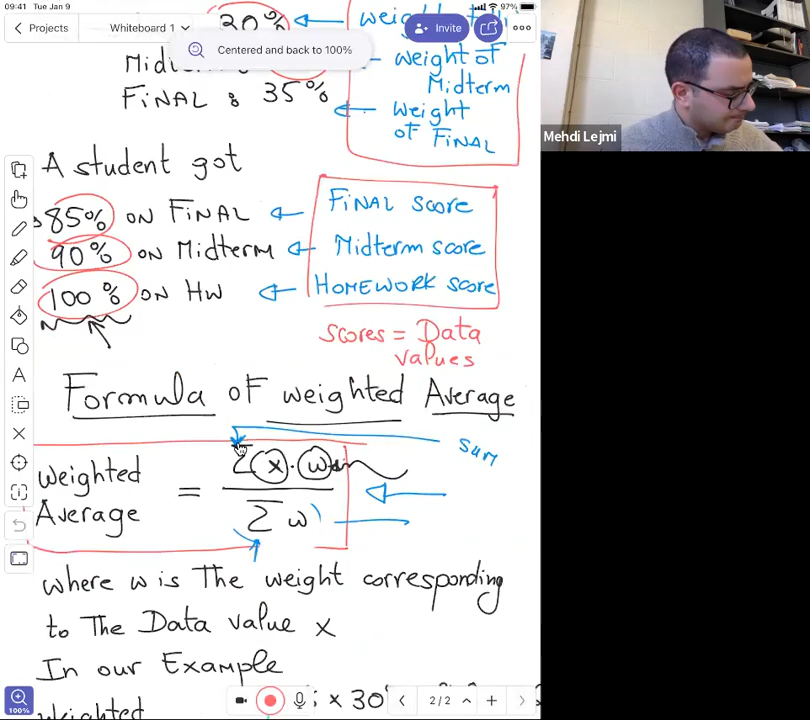 09:41 Tue Jan 9
97%
Projects
Whiteboard 1
Invite
30%
Centered and back to 100%
weight of
Midterm
FiNAL : 35%
weight
of FiNAL
A student got
85% ON FiNAL
FiNAL score
90% ON Midterm
Midterm score
100% ON HW
HOMEWORK score
scores = Data
values
Formula of weighted Average
sum
Weighted
Average = Σ(x·w)
Σ w
where w is The weight corresponding
to The Data value x
In our Example
Weighted
x 30
2/2
100%
Mehdi Lejmi